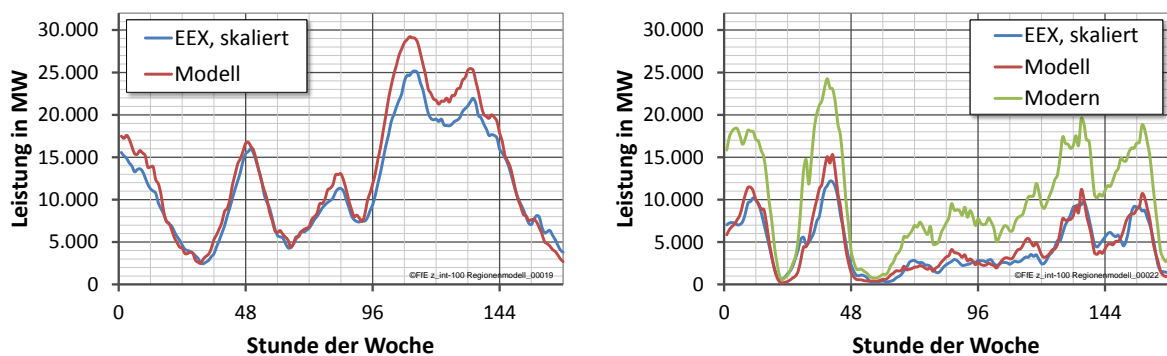 Leistung in MW
30.000
25.000
20.000
15.000
10.000
5.000
0
EEX, skaliert
Modell
©FfE z_int-100 Regionenmodell_00019
0
48
96
144
Stunde der Woche
Leistung in MW
30.000
25.000
20.000
15.000
10.000
5.000
0
EEX, skaliert
Modell
Modern
©FfE z_int-100 Regionenmodell_00022
0
48
96
144
Stunde der Woche